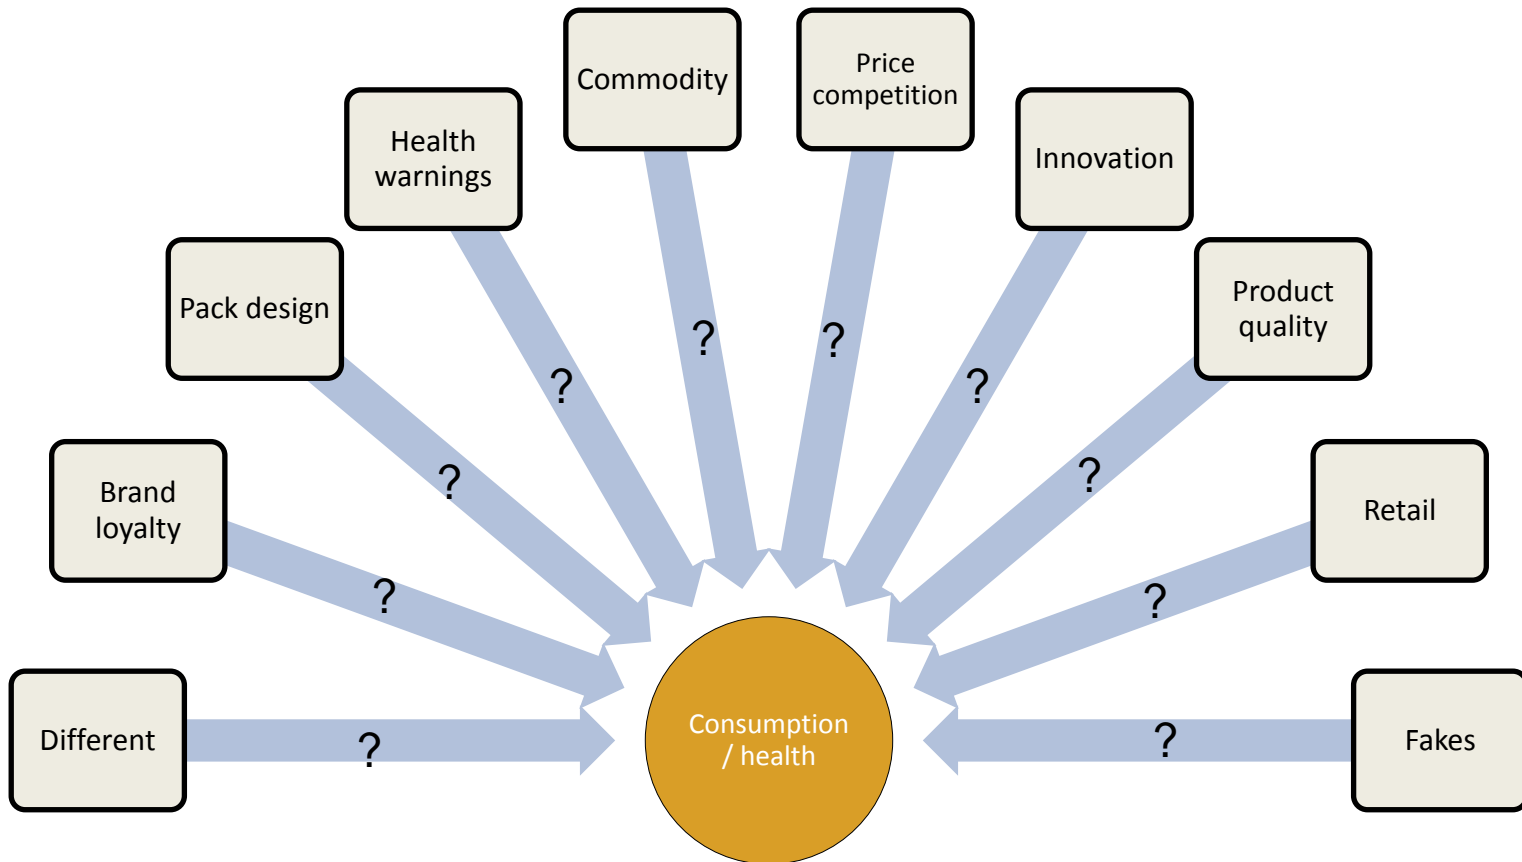 Commodity
Price
competition
Health
warnings
Innovation
Pack design
Product
quality
?
?
?
?
?
?
Brand
loyalty
Retail
?
?
Different
?
Consumption
/ health
?
Fakes